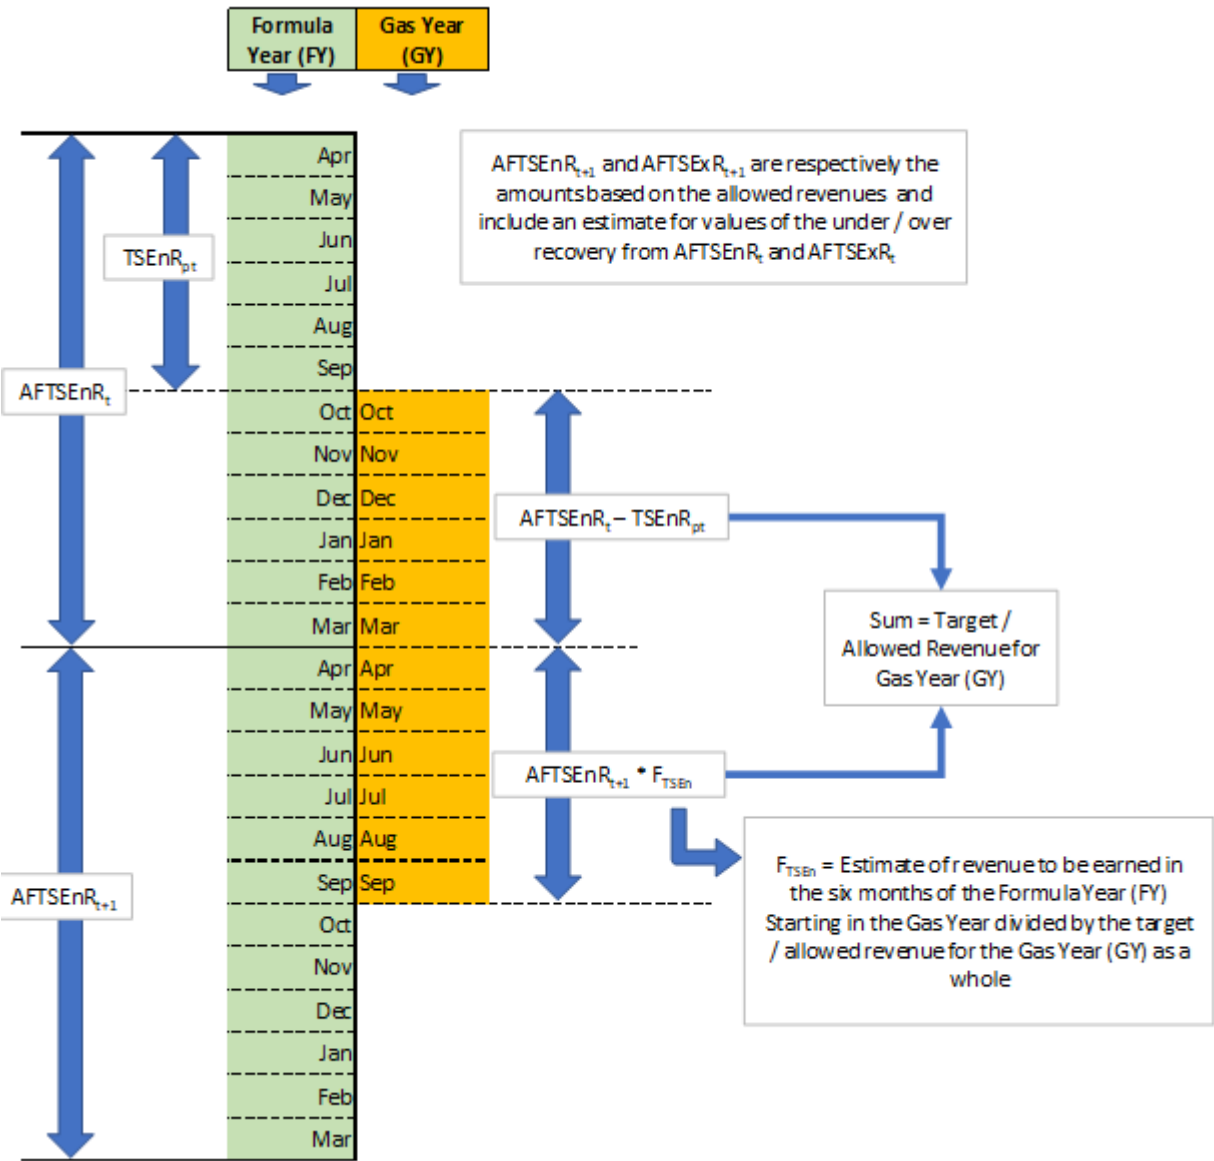 Formula
Year (FY)
Gas Year
(GY)
AFTSEnRt+1 and AFTSExRt+1 are respectively the
amounts based on the allowed revenues and
include an estimate for values of the under / over
recovery from AFTSEnRt and AFTSExRt
Apr
May
Jun
Jul
Aug
Sep
TSEnRpt
AFTSEnRt
Oct Oct
Nov Nov
Dec Dec
Jan Jan
Feb Feb
Mar Mar
AFTSEnRt – TSEnRpt
Sum = Target /
Allowed Revenue for
Gas Year (GY)
Apr Apr
May May
Jun Jun
Jul Jul
Aug Aug
Sep Sep
AFTSEnRt+1 * FTSEn
FTSEn = Estimate of revenue to be earned in
the six months of the Formula Year (FY)
Starting in the Gas Year divided by the target
/ allowed revenue for the Gas Year (GY) as a
whole
AFTSEnRt+1
Oct
Nov
Dec
Jan
Feb
Mar